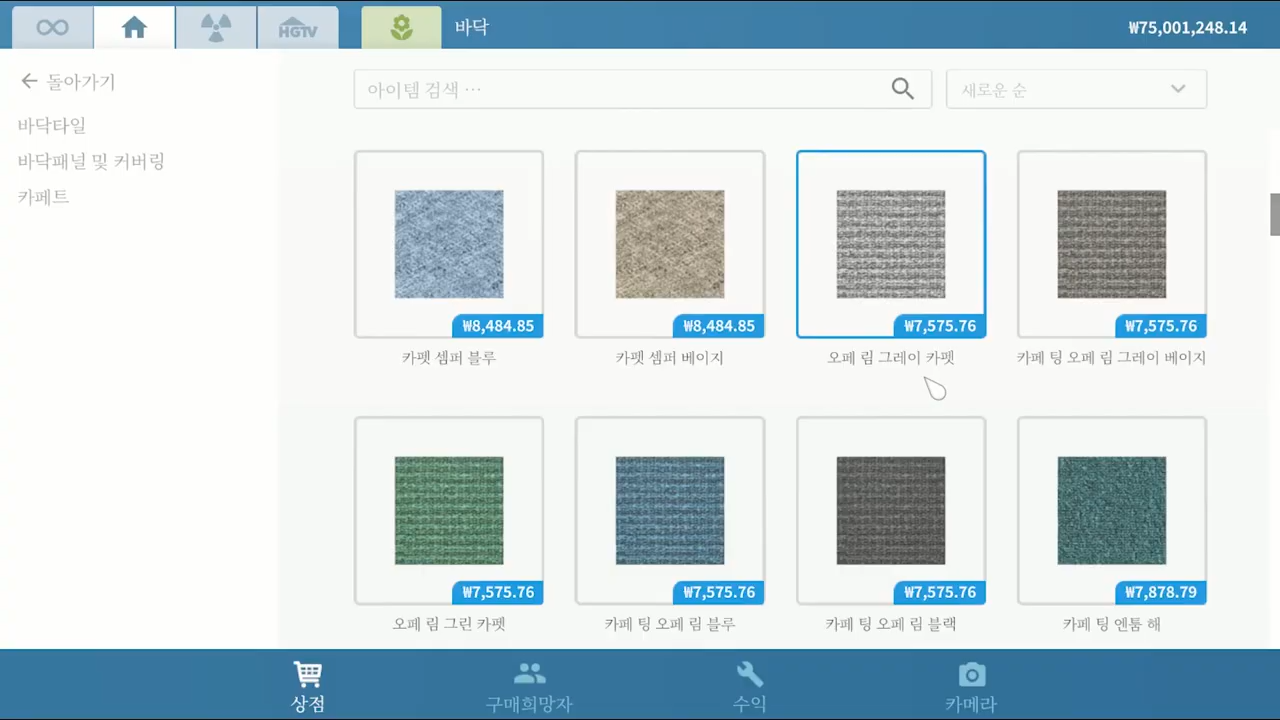 HGTV
바닥
₩75,001,248.14
돌아가기
아이템 검색 …
새로운 순
바닥타일
바닥패널 및 커버링
카페트
₩8,484.85
₩8,484.85
₩7,575.76
₩7,575.76
카펫 셈퍼 블루
카펫 셈퍼 베이지
오페 림 그레이 카펫
카페 팅 오페 림 그레이 베이지
₩7,575.76
₩7,575.76
₩7,575.76
₩7,878.79
오페 림 그린 카펫
카페 팅 오페 림 블루
카페 팅 오페 림 블랙
카페 팅 엔툼 해
상점
구매희망자
수익
카메라